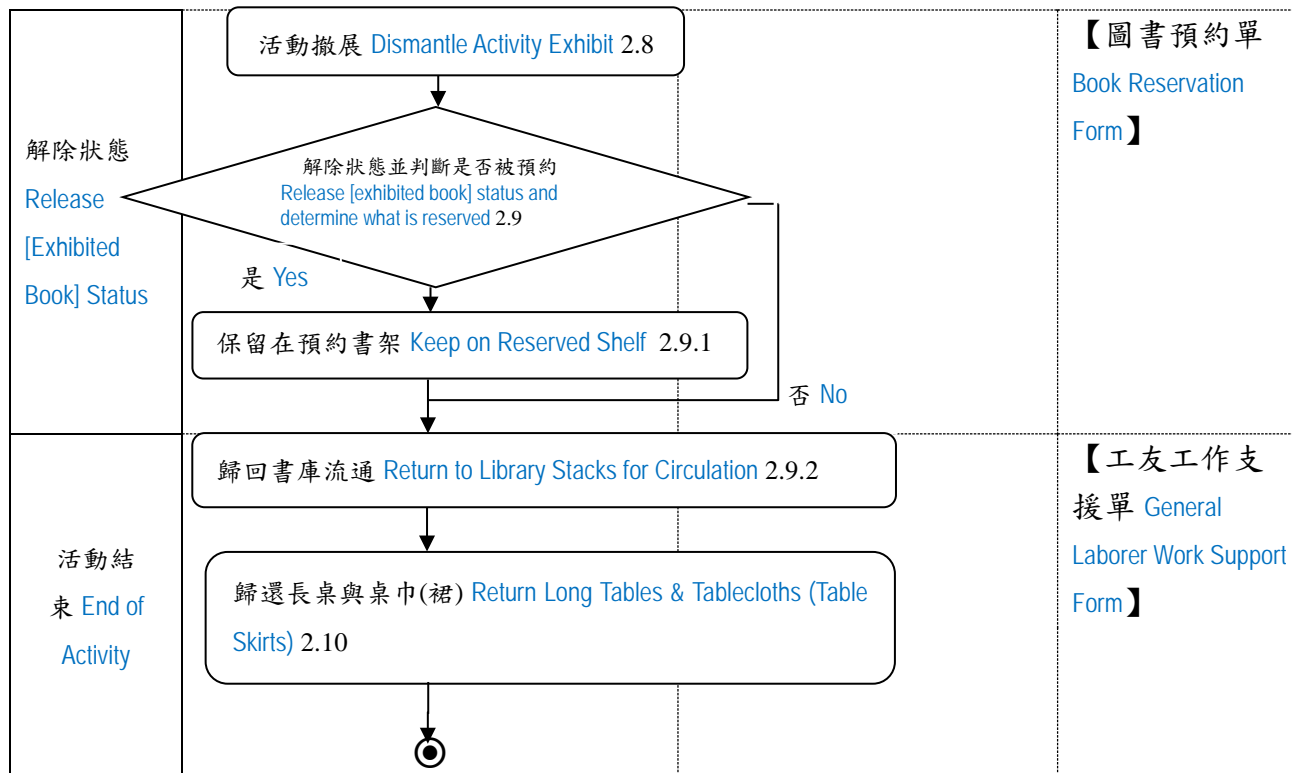 活動撤展 Dismantle Activity Exhibit 2.8
【圖書預約單
Book Reservation
Form】
解除狀態
Release
[Exhibited
Book] Status
解除狀態並判斷是否被預約
Release [exhibited book] status and
determine what is reserved 2.9
是 Yes
保留在預約書架 Keep on Reserved Shelf 2.9.1
否 No
歸回書庫流通 Return to Library Stacks for Circulation 2.9.2
【工友工作支
援單 General
Laborer Work Support
Form】
活動結
束 End of
Activity
歸還長桌與桌巾(裙) Return Long Tables & Tablecloths (Table
Skirts) 2.10